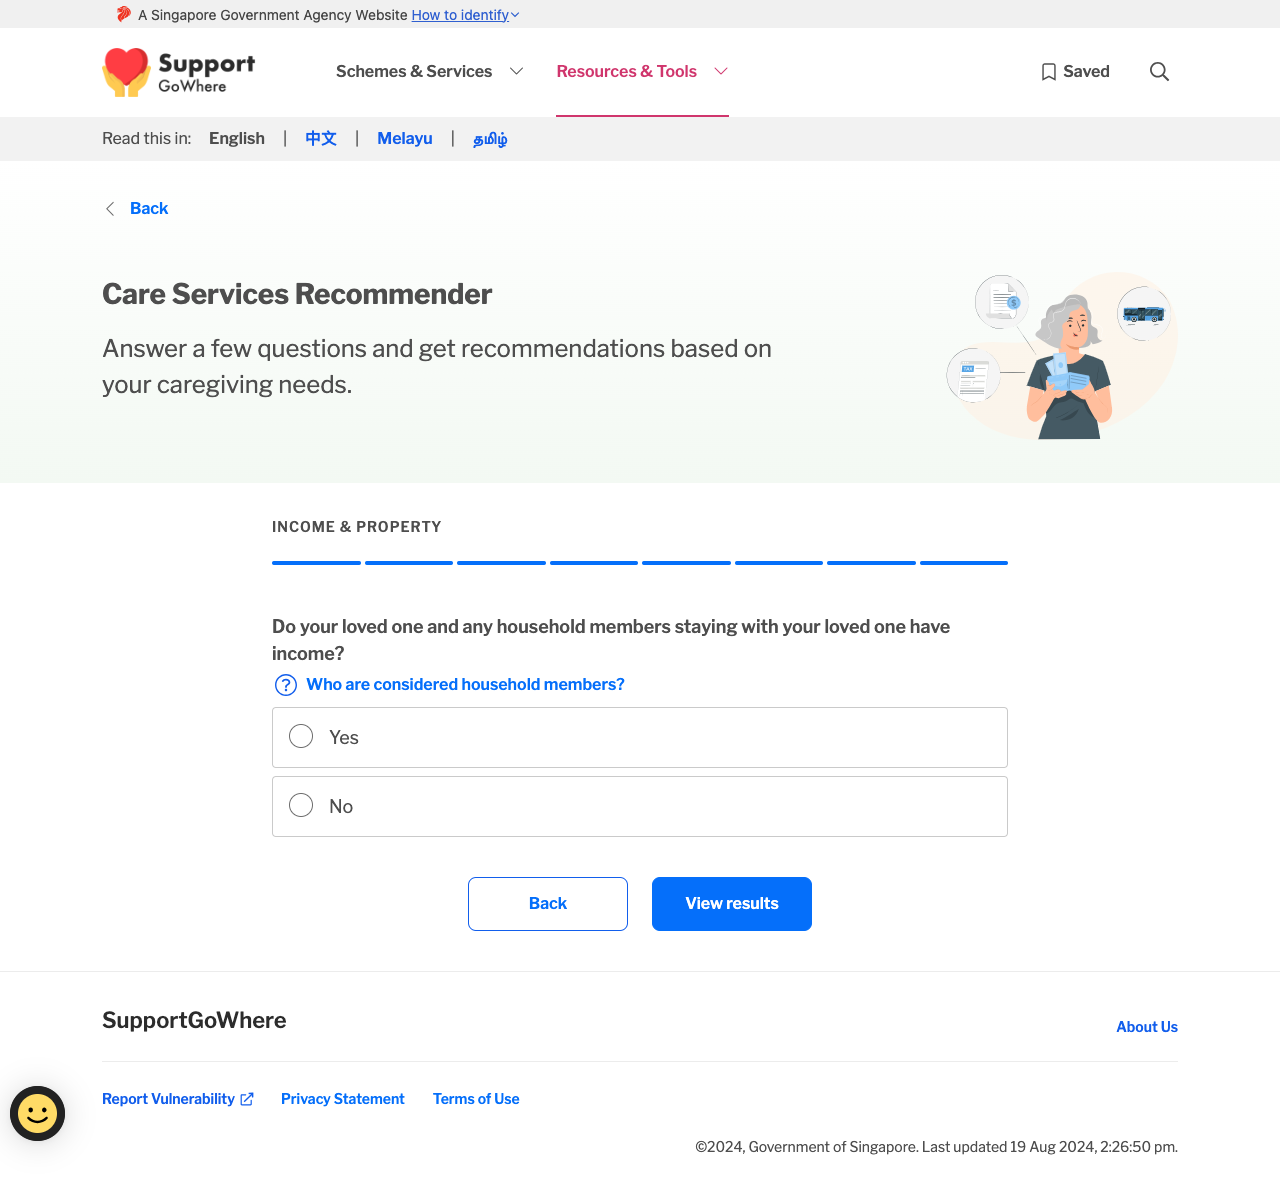 A Singapore Government Agency Website How to identify
Support
GoWhere
Schemes & Services
Resources & Tools
Saved
Read this in: English | 中文 | Melayu | தமிழ்
Back
Care Services Recommender
Answer a few questions and get recommendations based on
your caregiving needs.
INCOME & PROPERTY
Do your loved one and any household members staying with your loved one have
income?
Who are considered household members?
Yes
No
Back
View results
SupportGoWhere
About Us
Report Vulnerability
Privacy Statement
Terms of Use
©2024, Government of Singapore. Last updated 19 Aug 2024, 2:26:50 pm.